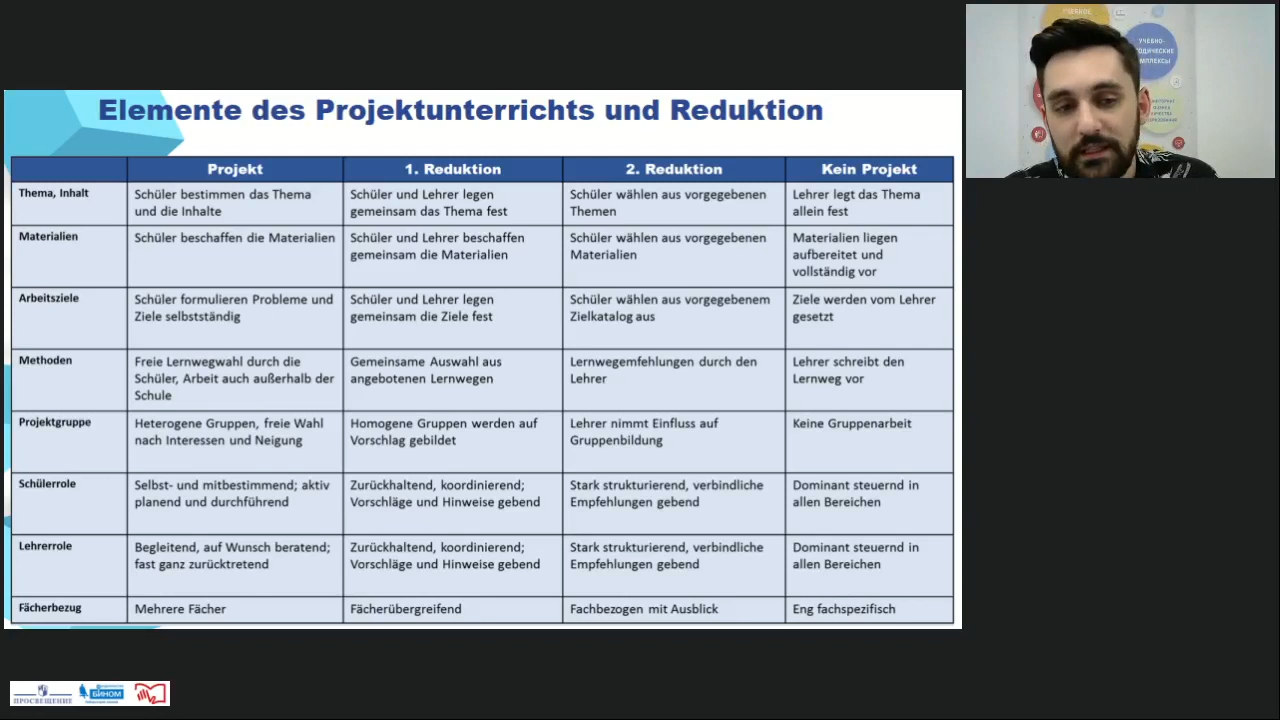 Elemente des Projektunterrichts und Reduktion
Projekt
1. Reduktion
2. Reduktion
Kein Projekt
Thema, Inhalt
Schüler bestimmen das Thema
und die Inhalte
Schüler und Lehrer legen
gemeinsam das Thema fest
Schüler wählen aus vorgegebenen
Themen
Lehrer legt das Thema
allein fest
Materialien
Schüler beschaffen die Materialien
Schüler und Lehrer beschaffen
gemeinsam die Materialien
Schüler wählen aus vorgegebenen
Materialien
Materialien liegen
aufbereitet und
vollständig vor
Arbeitsziele
Schüler formulieren Probleme und
Ziele selbstständig
Schüler und Lehrer legen
gemeinsam die Ziele fest
Schüler wählen aus vorgegebenem
Zielkatalog aus
Ziele werden vom Lehrer
gesetzt
Methoden
Freie Lernwegwahl durch die
Schüler, Arbeit auch außerhalb der
Schule
Gemeinsame Auswahl aus
angebotenen Lernwegen
Lernwegemfehlungen durch den
Lehrer
Lehrer schreibt den
Lernweg vor
Projektgruppe
Heterogene Gruppen, freie Wahl
nach Interessen und Neigung
Homogene Gruppen werden auf
Vorschlag gebildet
Lehrer nimmt Einfluss auf
Gruppenbildung
Keine Gruppenarbeit
Schülerrole
Selbst- und mitbestimmend; aktiv
planend und durchführend
Zurückhaltend, koordinierend;
Vorschläge und Hinweise gebend
Stark strukturierend, verbindliche
Empfehlungen gebend
Dominant steuernd in
allen Bereichen
Lehrerrole
Begleitend, auf Wunsch beratend;
fast ganz zurücktretend
Zurückhaltend, koordinierend;
Vorschläge und Hinweise gebend
Stark strukturierend, verbindliche
Empfehlungen gebend
Dominant steuernd in
allen Bereichen
Fächerbezug
Mehrere Fächer
Fächerübergreifend
Fachbezogen mit Ausblick
Eng fachspezifisch
УЧЕБНО-
ПРОСВЕЩЕНИЕ
БИНОМ